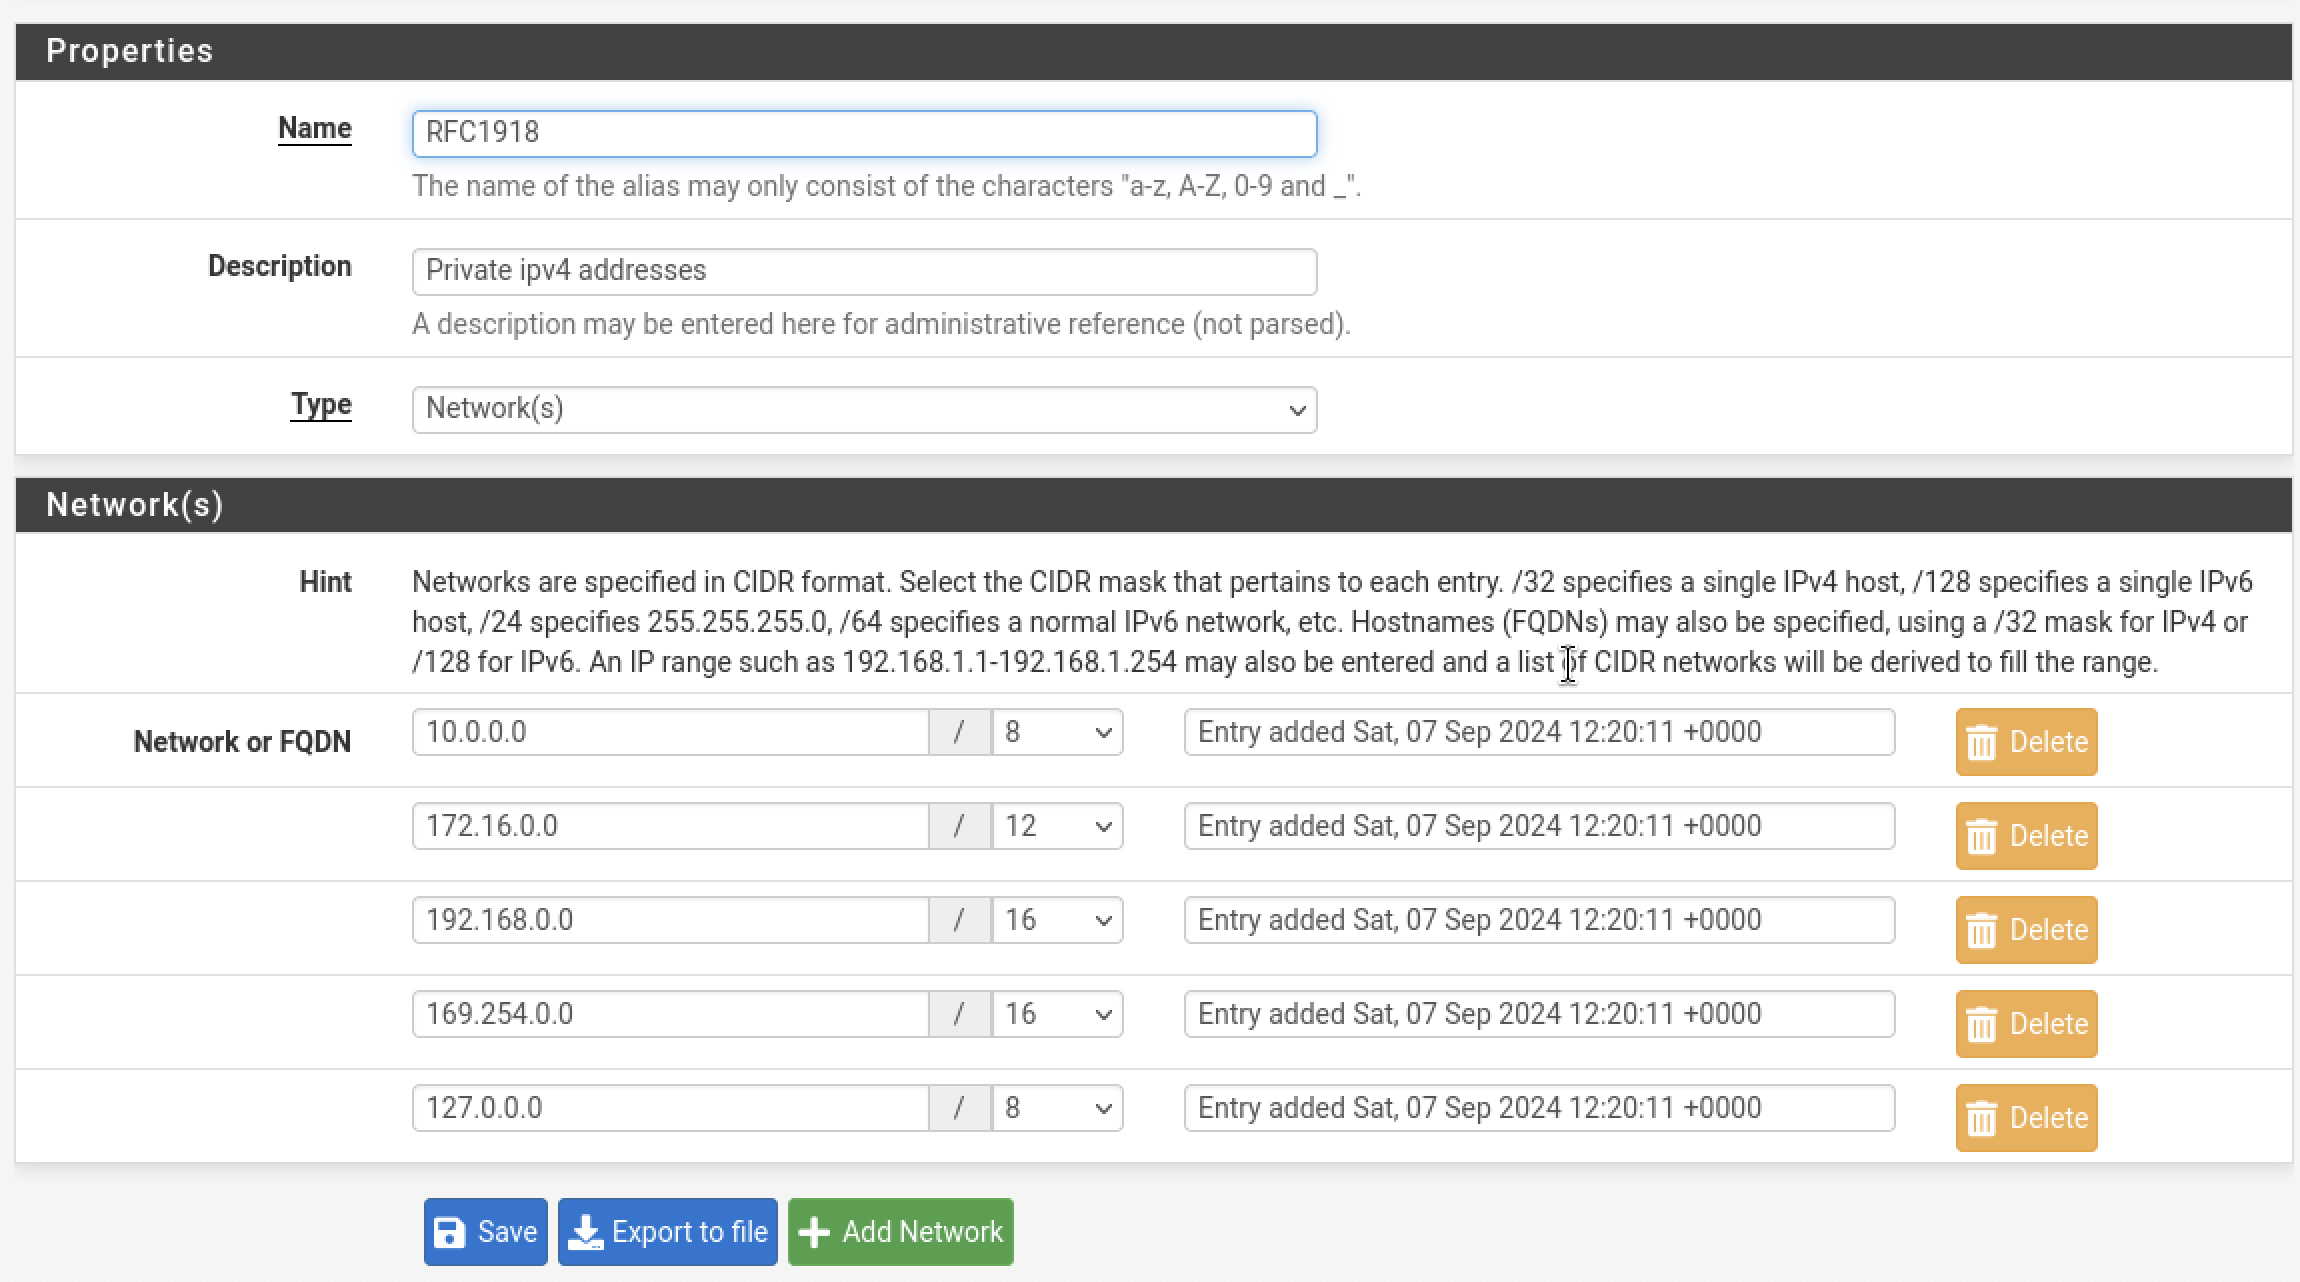 Properties
Name
RFC1918
The name of the alias may only consist of the characters "a-z, A-Z, 0-9 and _".
Description
Private ipv4 addresses
A description may be entered here for administrative reference (not parsed).
Type
Network(s)
Network(s)
Hint
Networks are specified in CIDR format. Select the CIDR mask that pertains to each entry. /32 specifies a single IPv4 host, /128 specifies a single IPv6
host, /24 specifies 255.255.255.0, /64 specifies a normal IPv6 network, etc. Hostnames (FQDNs) may also be specified, using a /32 mask for IPv4 or
/128 for IPv6. An IP range such as 192.168.1.1-192.168.1.254 may also be entered and a list of CIDR networks will be derived to fill the range.
Network or FQDN
10.0.0.0 / 8 Entry added Sat, 07 Sep 2024 12:20:11 +0000 Delete
172.16.0.0 / 12 Entry added Sat, 07 Sep 2024 12:20:11 +0000 Delete
192.168.0.0 / 16 Entry added Sat, 07 Sep 2024 12:20:11 +0000 Delete
169.254.0.0 / 16 Entry added Sat, 07 Sep 2024 12:20:11 +0000 Delete
127.0.0.0 / 8 Entry added Sat, 07 Sep 2024 12:20:11 +0000 Delete
Save Export to file Add Network